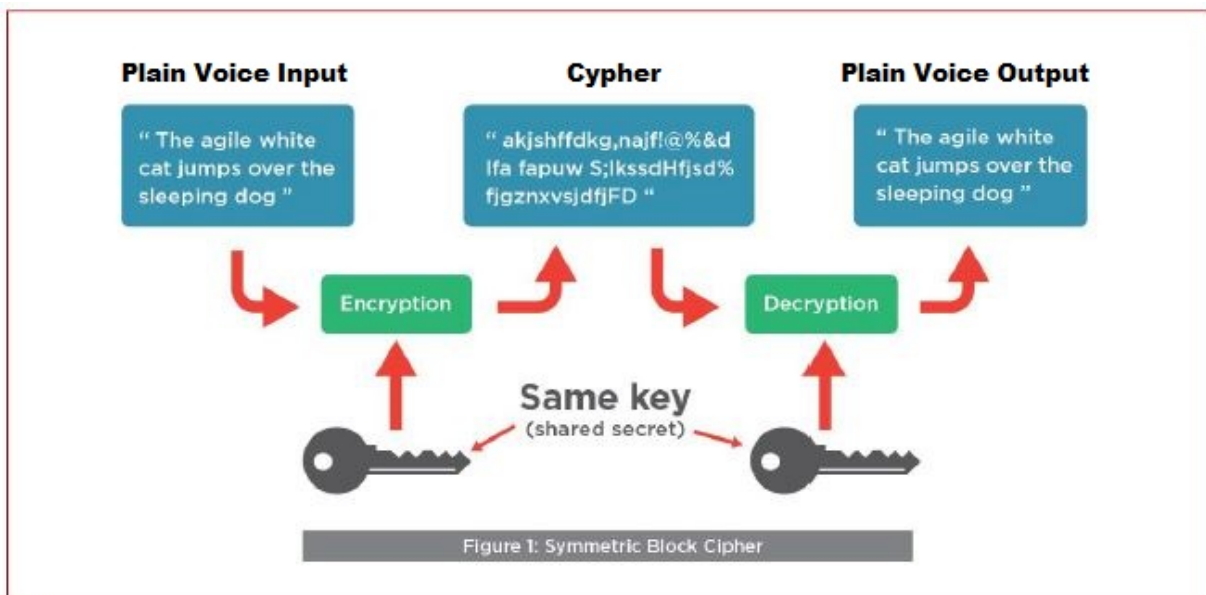 Plain Voice Input
Cypher
Plain Voice Output
“ The agile white
cat jumps over the
sleeping dog ”
“ akjshffdkg,najf!@%&d
lfa fapuw S;lkssdHfjsd%
fjgznxvsjdfjFD “
“ The agile white
cat jumps over the
sleeping dog ”
Encryption
Decryption
Same key
(shared secret)
Figure 1: Symmetric Block Cipher